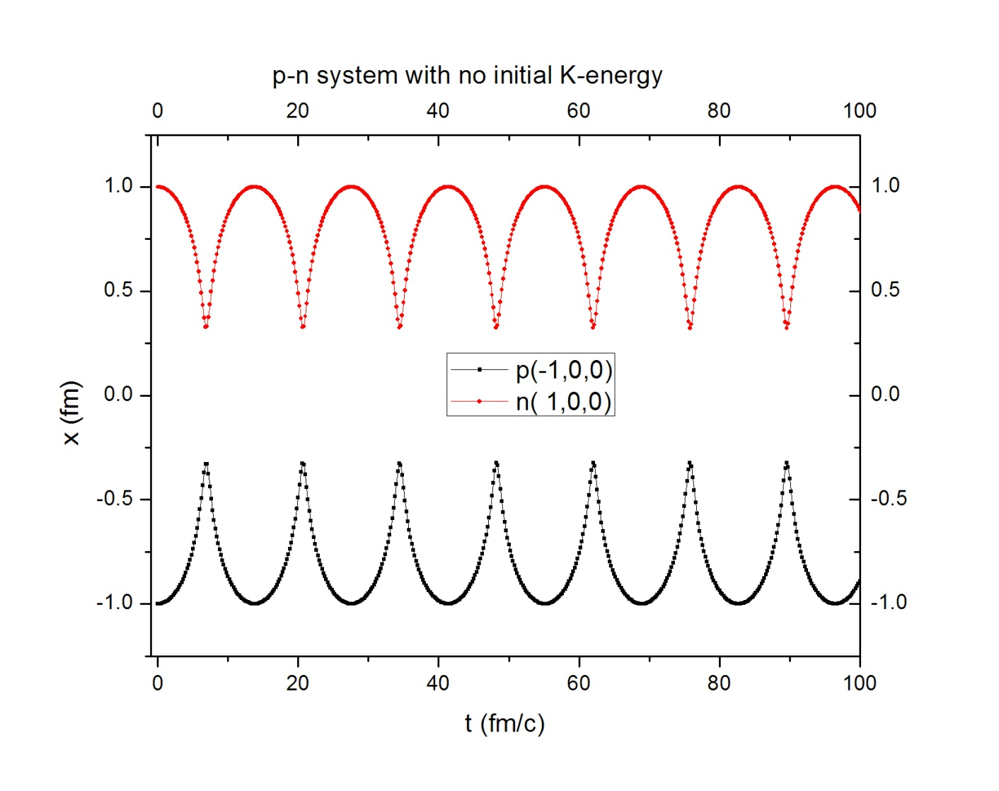 p-n system with no initial K-energy
0 20 40 60 80 100
1.0 1.0
0.5 0.5
p(-1,0,0)
0.0 0.0
n( 1,0,0)
x (fm)
-0.5 -0.5
-1.0 -1.0
0 20 40 60 80 100
t (fm/c)